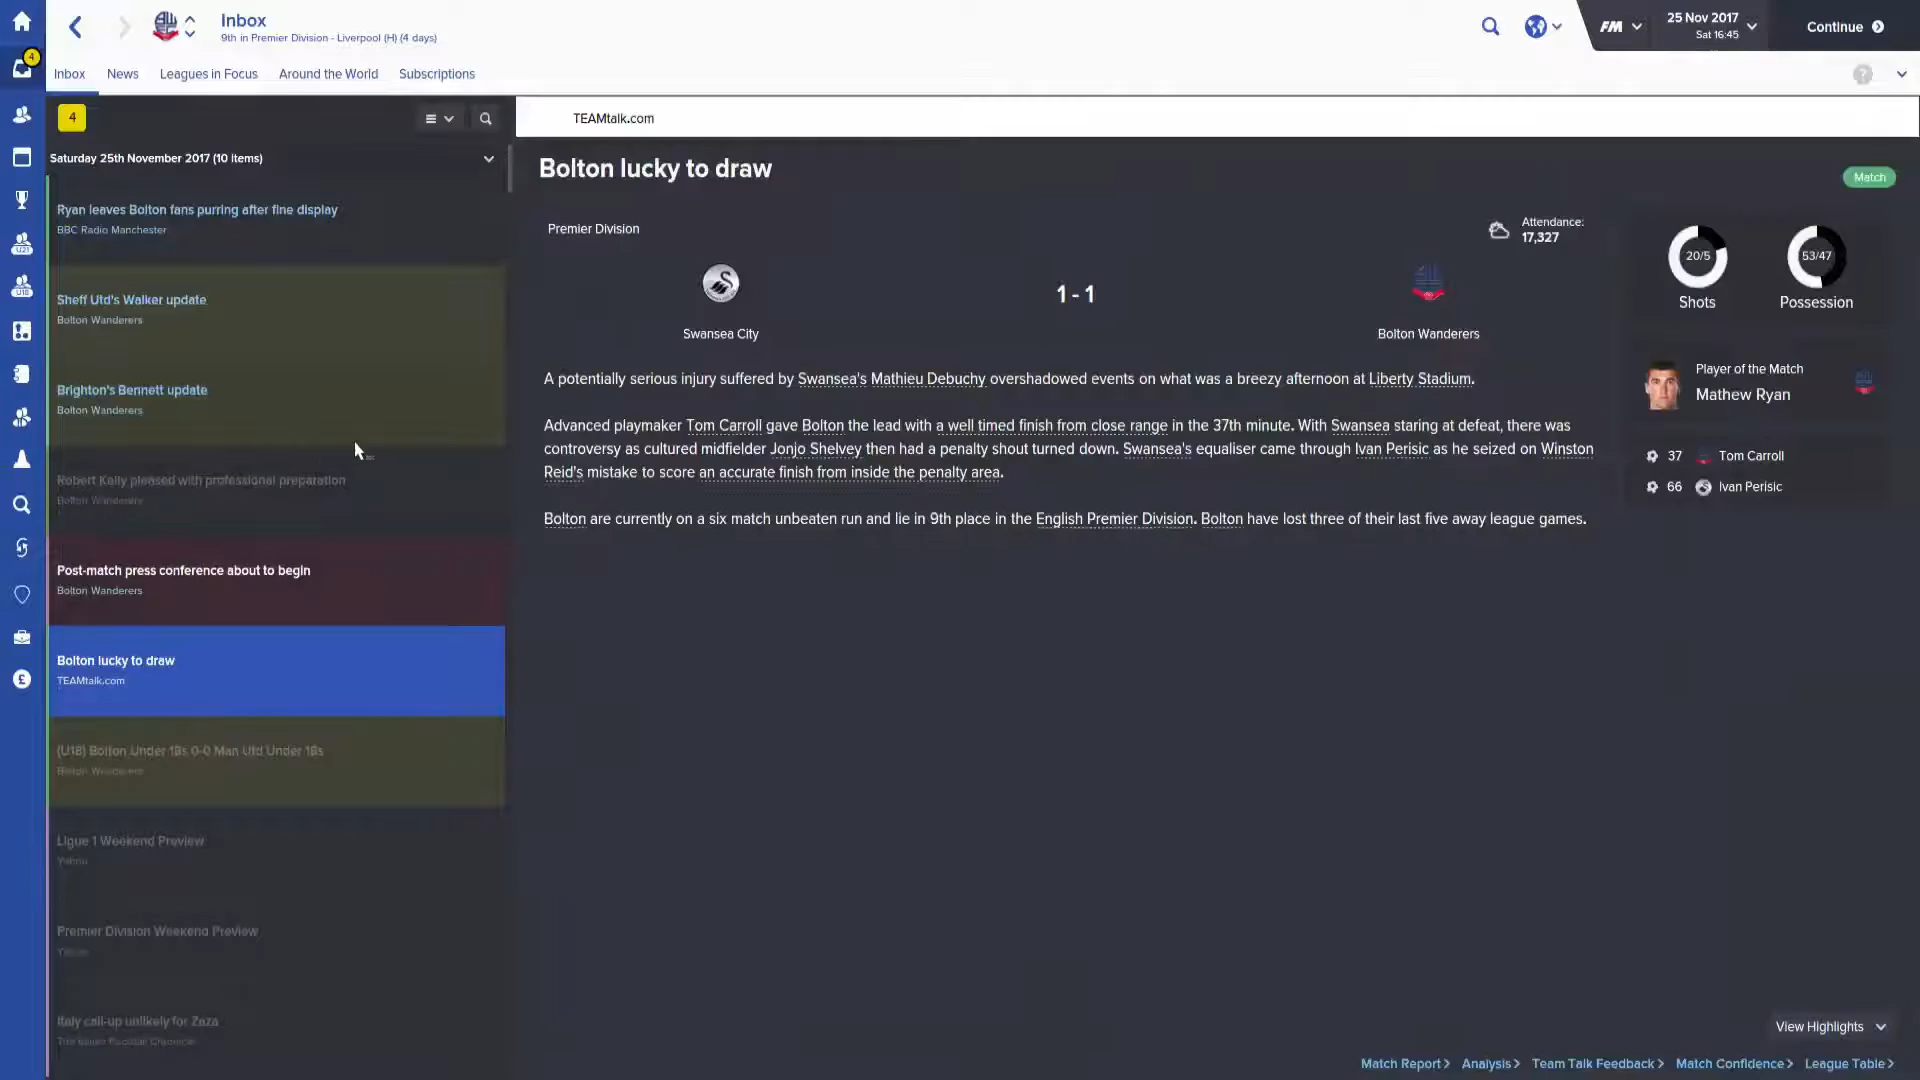 Inbox
9th in Premier Division - Liverpool (H) (4 days)
FM
25 Nov 2017
Sat 16:45
Continue
4
Inbox
News
Leagues in Focus
Around the World
Subscriptions
4
TEAMtalk.com
Saturday 25th November 2017 (10 items)
Ryan leaves Bolton fans purring after fine display
BBC Radio Manchester
Sheff Utd's Walker update
Bolton Wanderers
Brighton's Bennett update
Bolton Wanderers
Robert Kelly pleased with professional preparation
Bolton Wanderers
Post-match press conference about to begin
Bolton Wanderers
Bolton lucky to draw
TEAMtalk.com
(U18) Bolton Under 18s 0-0 Man Utd Under 18s
Bolton Wanderers
Ligue 1 Weekend Preview
Yahoo
Premier Division Weekend Preview
Yahoo
Italy call-up unlikely for Zaza
U21
U18
Bolton lucky to draw
Match
Premier Division
Attendance:
17,327
1 - 1
Swansea City
Bolton Wanderers
20/5
53/47
Shots
Possession
A potentially serious injury suffered by Swansea's Mathieu Debuchy overshadowed events on what was a breezy afternoon at Liberty Stadium.
Advanced playmaker Tom Carroll gave Bolton the lead with a well timed finish from close range in the 37th minute. With Swansea staring at defeat, there was
controversy as cultured midfielder Jonjo Shelvey then had a penalty shout turned down. Swansea's equaliser came through Ivan Perisic as he seized on Winston
Reid's mistake to score an accurate finish from inside the penalty area.
Bolton are currently on a six match unbeaten run and lie in 9th place in the English Premier Division. Bolton have lost three of their last five away league games.
Player of the Match
Mathew Ryan
37 Tom Carroll
66 Ivan Perisic
View Highlights
Match Report
Analysis
Team Talk Feedback
Match Confidence
League Table